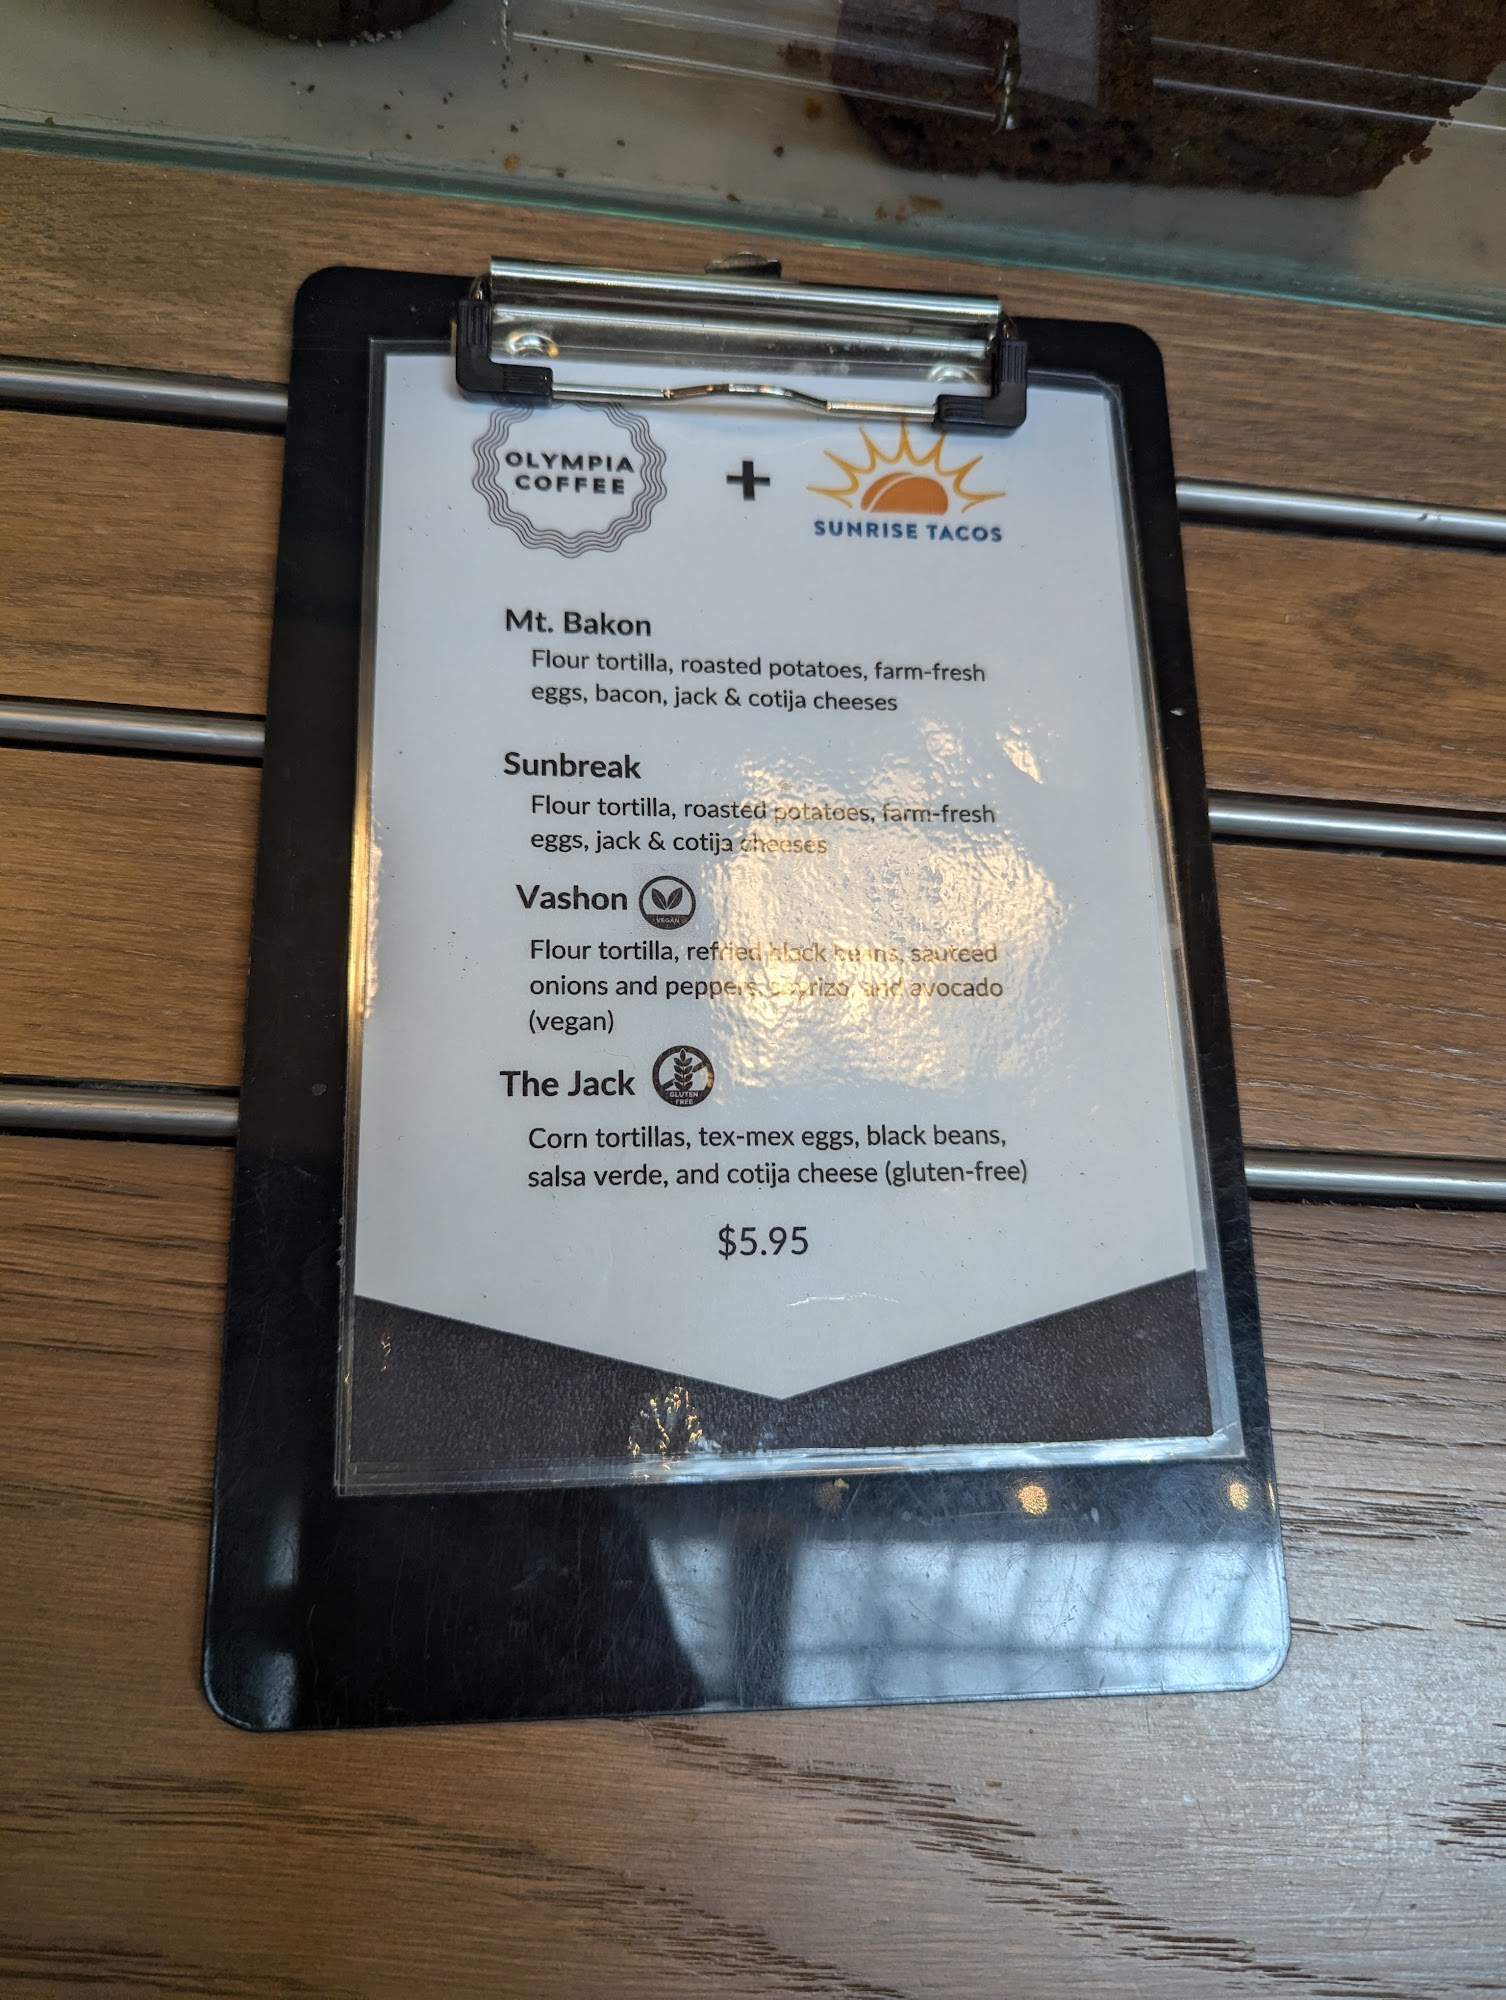 OLYMPIA
COFFEE
+
SUNRISE TACOS
Mt. Bakon
Flour tortilla, roasted potatoes, farm-fresh
eggs, bacon, jack & cotija cheeses
Sunbreak
Flour tortilla, roasted potatoes, farm-fresh
eggs, jack & cotija cheeses
Vashon
VEGAN
Flour tortilla, refried black beans, sauteed
onions and peppers, soyrizo, and avocado
(vegan)
The Jack
GLUTEN
FREE
Corn tortillas, tex-mex eggs, black beans,
salsa verde, and cotija cheese (gluten-free)
$5.95